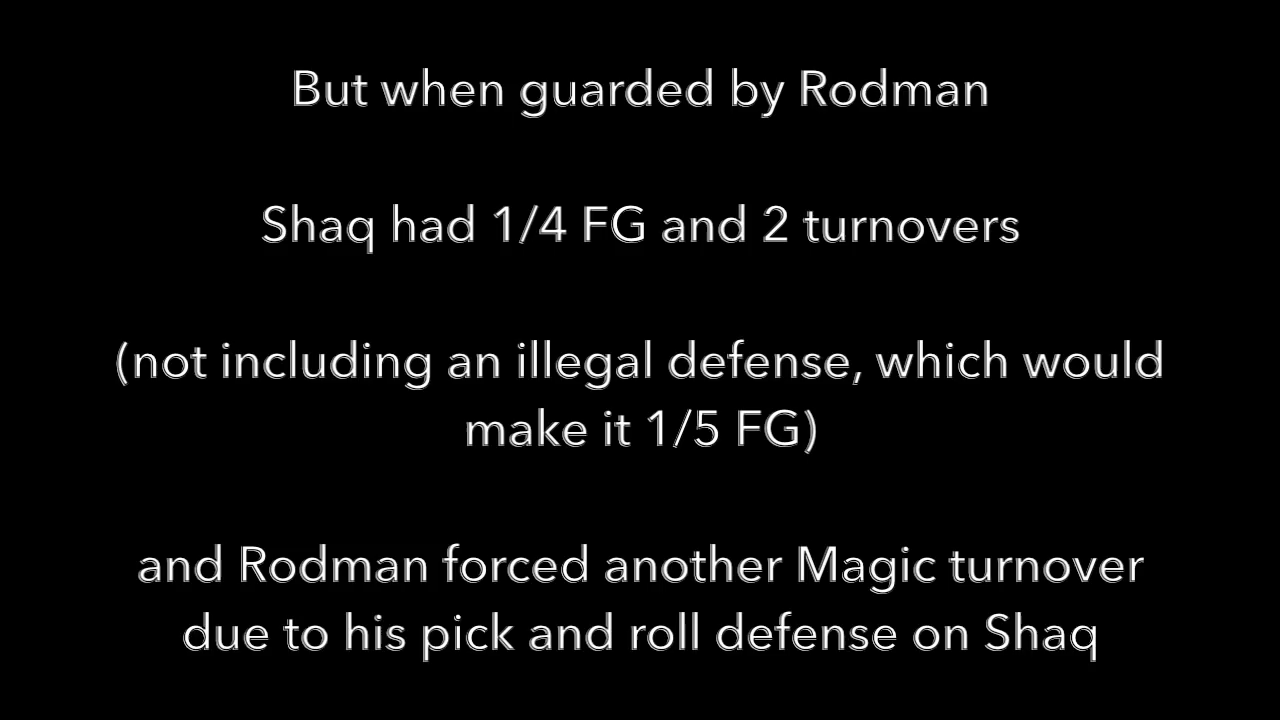 But when guarded by Rodman
Shaq had 1/4 FG and 2 turnovers
(not including an illegal defense, which would
make it 1/5 FG)
and Rodman forced another Magic turnover
due to his pick and roll defense on Shaq